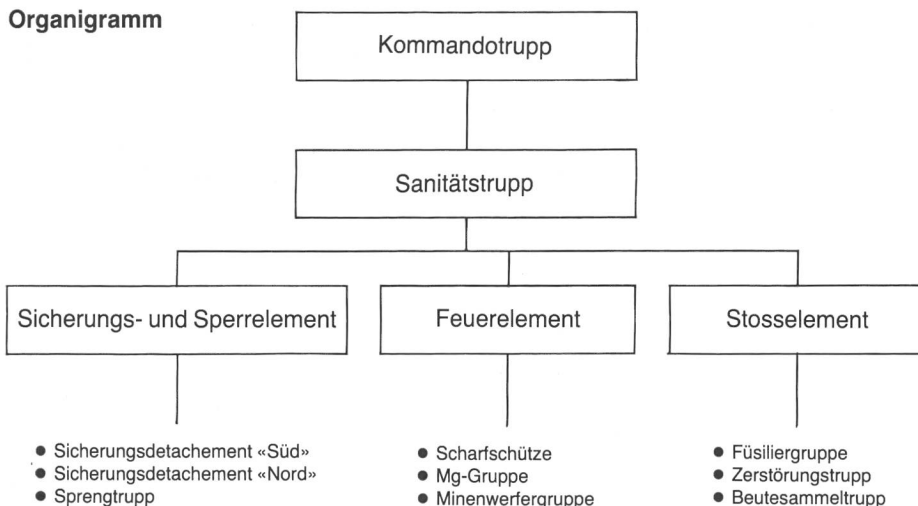 Organigramm
Kommandotrupp
Sanitätstrupp
Sicherungs- und Sperrelement
Feuerelement
Stosselement
● Sicherungsdetachement «Süd»
● Sicherungsdetachement «Nord»
● Sprengtrupp
● Scharfschütze
● Mg-Gruppe
● Minenwerfergruppe
● Füsiliergruppe
● Zerstörungstrupp
● Beutesammeltrupp